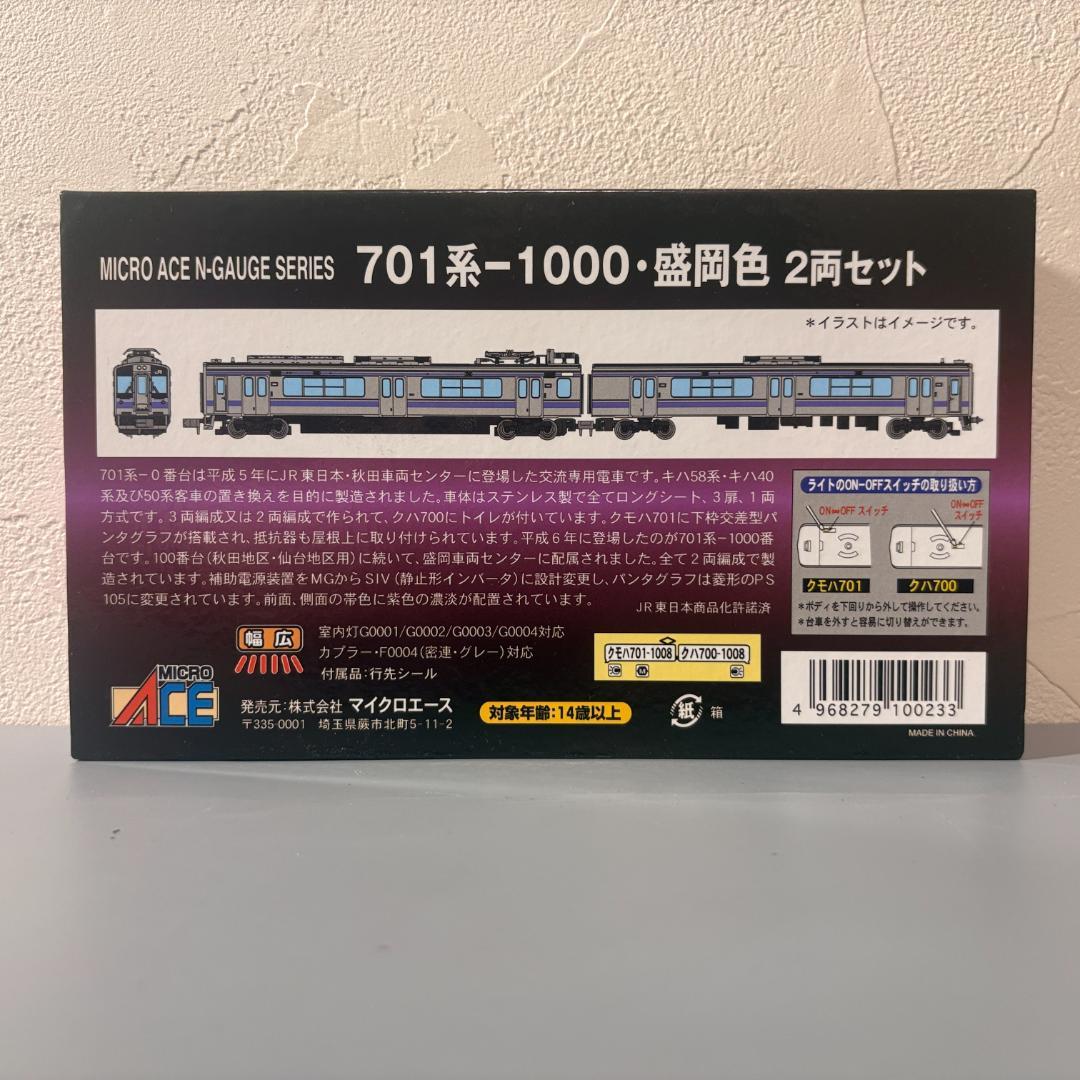 MICRO ACE N-GAUGE SERIES 701系-1000・盛岡色 2両セット
*イラストはイメージです。
JR
701系-0番台は平成5年にJR東日本・秋田車両センターに登場した交流専用電車です。キハ58系・キハ40
系及び50系客車の置き換えを目的に製造されました。車体はステンレス製で全てロングシート、3扉、1両
方式です。3両編成又は2両編成で作られて、クハ700にトイレが付いています。クモハ701に下枠交差型パ
ンタグラフが搭載され、抵抗器も屋根上に取り付けられています。平成6年に登場したのが701系-1000番
台です。100番台(秋田地区・仙台地区用)に続いて、盛岡車両センターに配属されました。全て2両編成で製
造されています。補助電源装置をMGからSIV(静止形インバータ)に設計変更し、パンタグラフは菱形のPS
105に変更されています。前面、側面の帯色に紫色の濃淡が配置されています。
JR東日本商品化許諾済
ライトのON-OFFスイッチの取り扱い方
ON⇔OFF スイッチ
ON⇔OFF
スイッチ
クモハ701
クハ700
*ボディを下回りから外して操作してください。
*台車を外すと容易に切り替えができます。
幅広
室内灯G0001/G0002/G0003/G0004対応
カプラー・F0004(密連・グレー)対応
付属品:行先シール
クモハ701-1008
クハ700-1008
M
MICRO
ACE
発売元:株式会社 マイクロエース
〒335-0001 埼玉県蕨市北町5-11-2
対象年齢:14歳以上
紙 箱
4 968279 100233
MADE IN CHINA